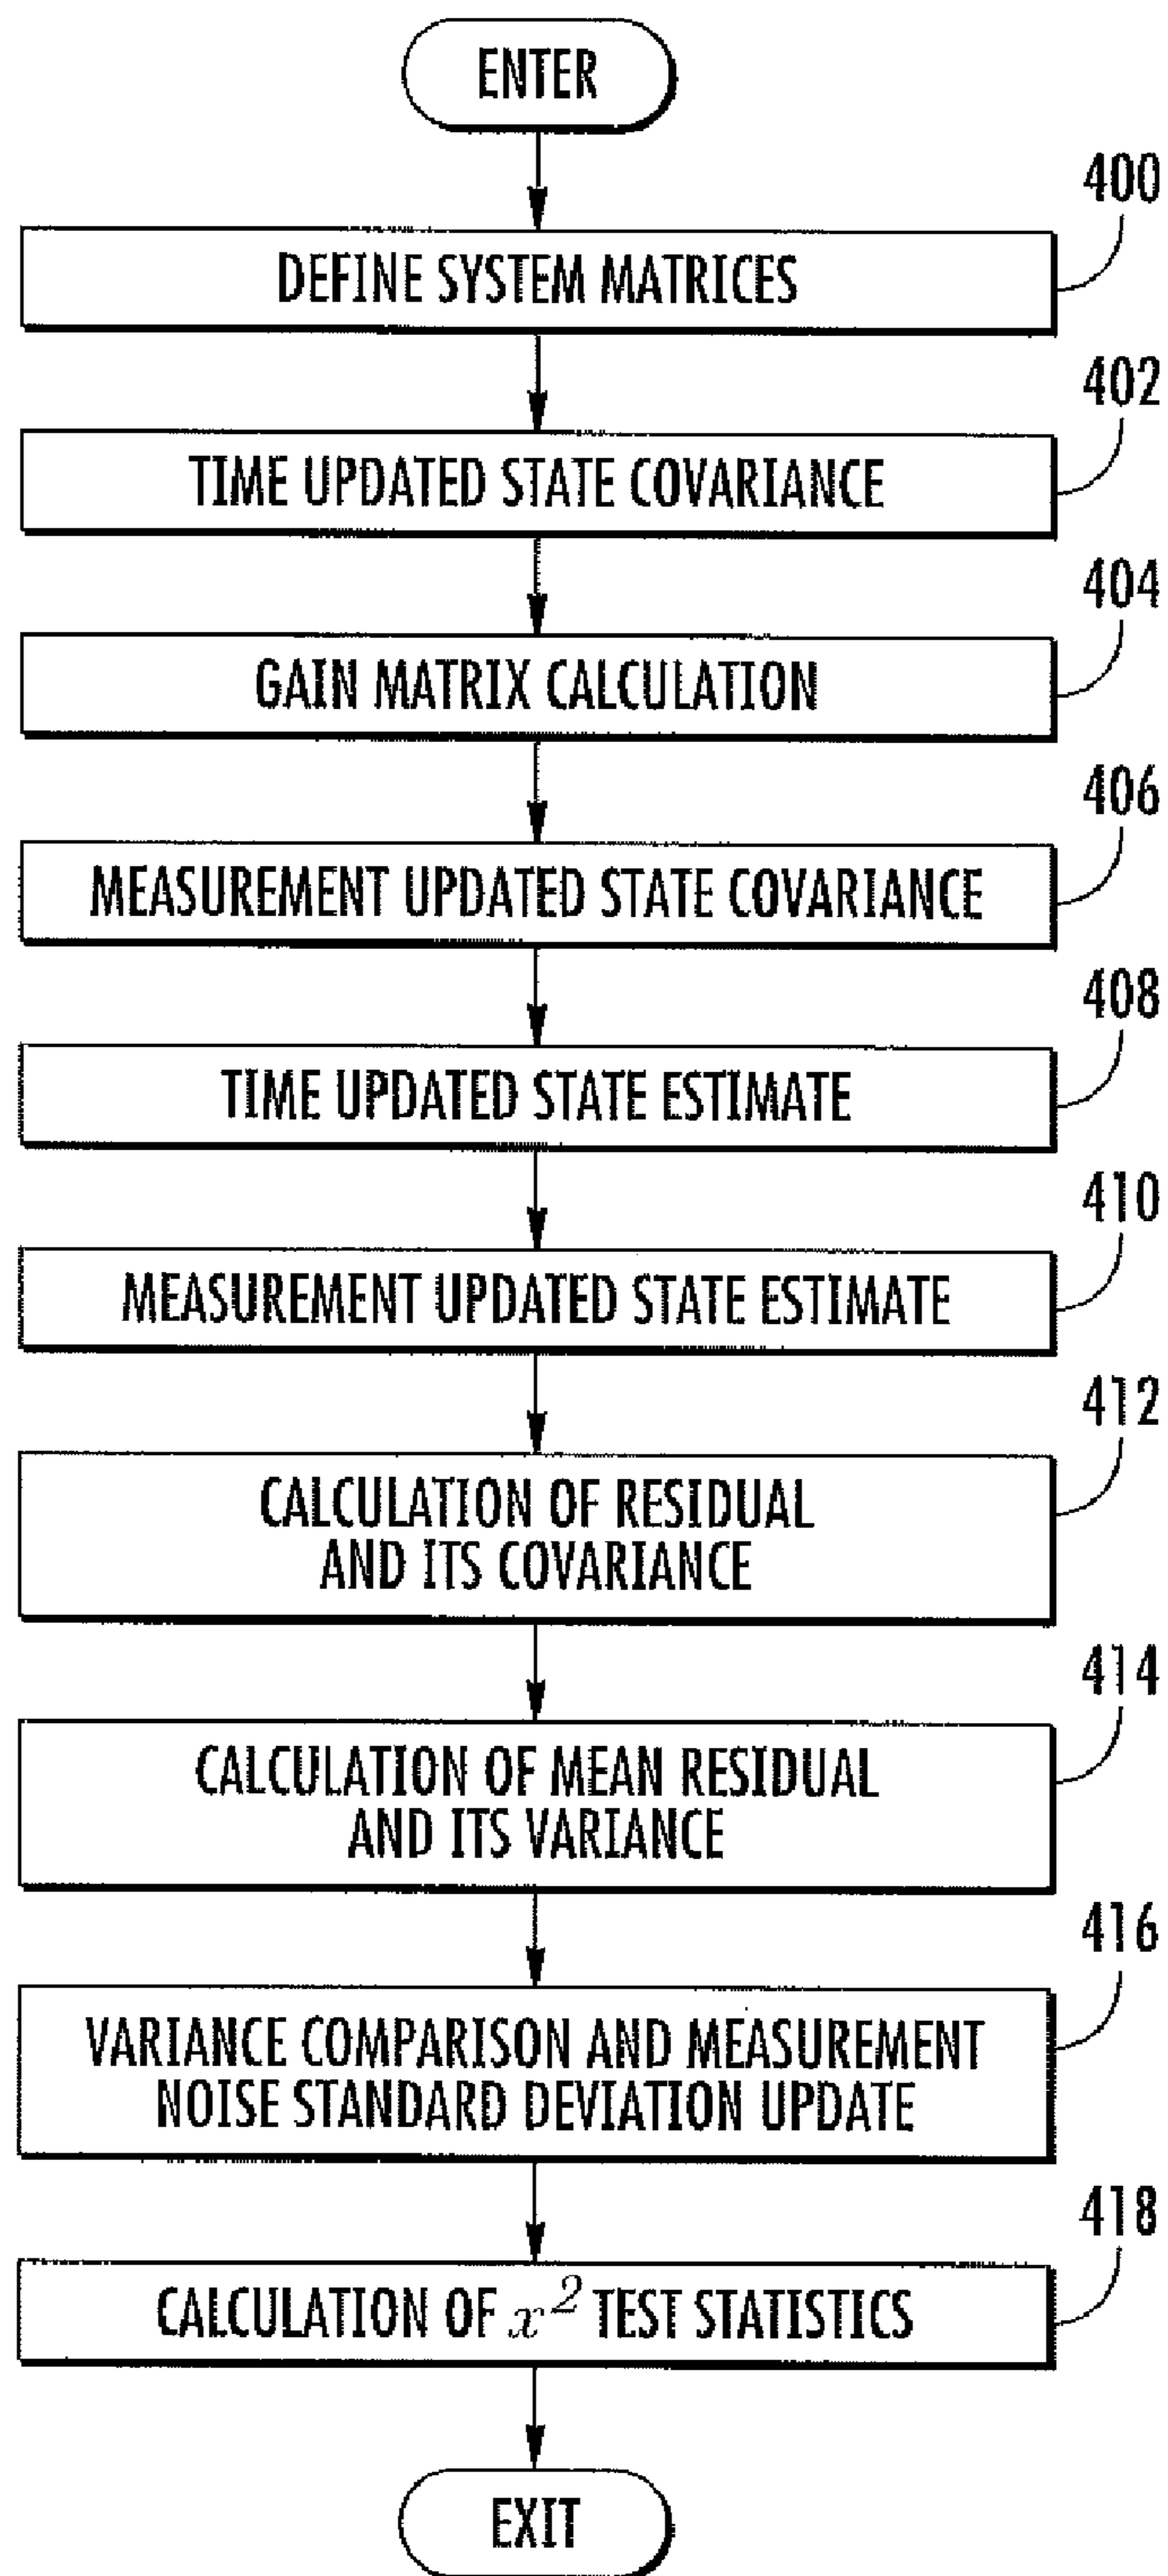 ENTER
400
DEFINE SYSTEM MATRICES
402
TIME UPDATED STATE COVARIANCE
404
GAIN MATRIX CALCULATION
406
MEASUREMENT UPDATED STATE COVARIANCE
408
TIME UPDATED STATE ESTIMATE
410
MEASUREMENT UPDATED STATE ESTIMATE
412
CALCULATION OF RESIDUAL
AND ITS COVARIANCE
414
CALCULATION OF MEAN RESIDUAL
AND ITS VARIANCE
416
VARIANCE COMPARISON AND MEASUREMENT
NOISE STANDARD DEVIATION UPDATE
418
CALCULATION OF x² TEST STATISTICS
EXIT